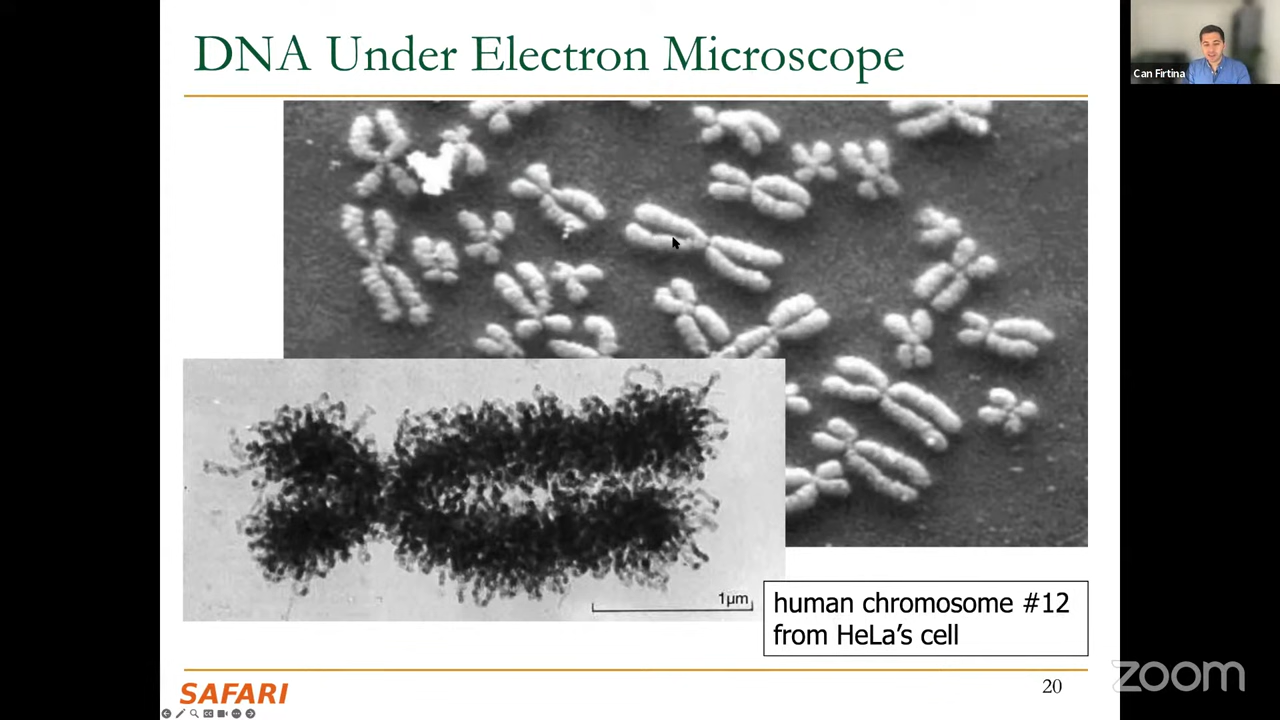 DNA Under Electron Microscope
Can Firtina
1µm
human chromosome #12
from HeLa's cell
SAFARI
20
zoom